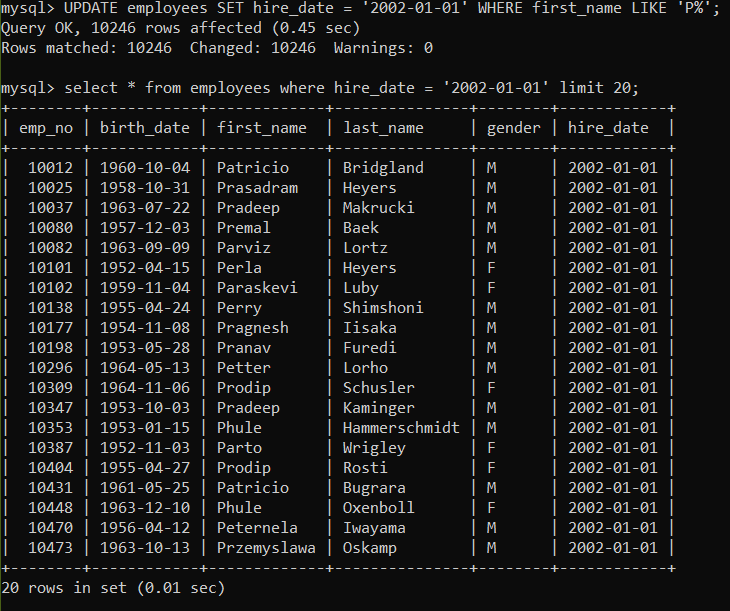 mysql> UPDATE employees SET hire_date = '2002-01-01' WHERE first_name LIKE 'P%';
Query OK, 10246 rows affected (0.45 sec)
Rows matched: 10246  Changed: 10246  Warnings: 0

mysql> select * from employees where hire_date = '2002-01-01' limit 20;
+--------+------------+------------+---------------+--------+------------+
| emp_no | birth_date | first_name  | last_name     | gender | hire_date  |
+--------+------------+------------+---------------+--------+------------+
|  10012 | 1960-10-04 | Patricio    | Bridgland     | M      | 2002-01-01 |
|  10025 | 1958-10-31 | Prasadram   | Heyers        | M      | 2002-01-01 |
|  10037 | 1963-07-22 | Pradeep     | Makrucki      | M      | 2002-01-01 |
|  10080 | 1957-12-03 | Premal      | Baek          | M      | 2002-01-01 |
|  10082 | 1963-09-09 | Parviz      | Lortz         | M      | 2002-01-01 |
|  10101 | 1952-04-15 | Perla       | Heyers        | F      | 2002-01-01 |
|  10102 | 1959-11-04 | Paraskevi   | Luby          | F      | 2002-01-01 |
|  10138 | 1955-04-24 | Perry       | Shimshoni     | M      | 2002-01-01 |
|  10177 | 1954-11-08 | Pragnesh    | Iisaka        | M      | 2002-01-01 |
|  10198 | 1953-05-28 | Pranav      | Furedi        | M      | 2002-01-01 |
|  10296 | 1964-05-13 | Petter      | Lorho         | M      | 2002-01-01 |
|  10309 | 1964-11-06 | Prodip      | Schusler      | F      | 2002-01-01 |
|  10347 | 1953-10-03 | Pradeep     | Kaminger      | M      | 2002-01-01 |
|  10353 | 1953-01-15 | Phule       | Hammerschmidt | M      | 2002-01-01 |
|  10387 | 1952-11-03 | Parto       | Wrigley       | F      | 2002-01-01 |
|  10404 | 1955-04-27 | Prodip      | Rosti         | F      | 2002-01-01 |
|  10431 | 1961-05-25 | Patricio    | Bugrara       | M      | 2002-01-01 |
|  10448 | 1963-12-10 | Phule       | Oxenboll      | F      | 2002-01-01 |
|  10470 | 1956-04-12 | Peternela   | Iwayama       | M      | 2002-01-01 |
|  10473 | 1963-10-13 | Przemyslawa | Oskamp        | M      | 2002-01-01 |
+--------+------------+-------------+---------------+--------+------------+
20 rows in set (0.01 sec)